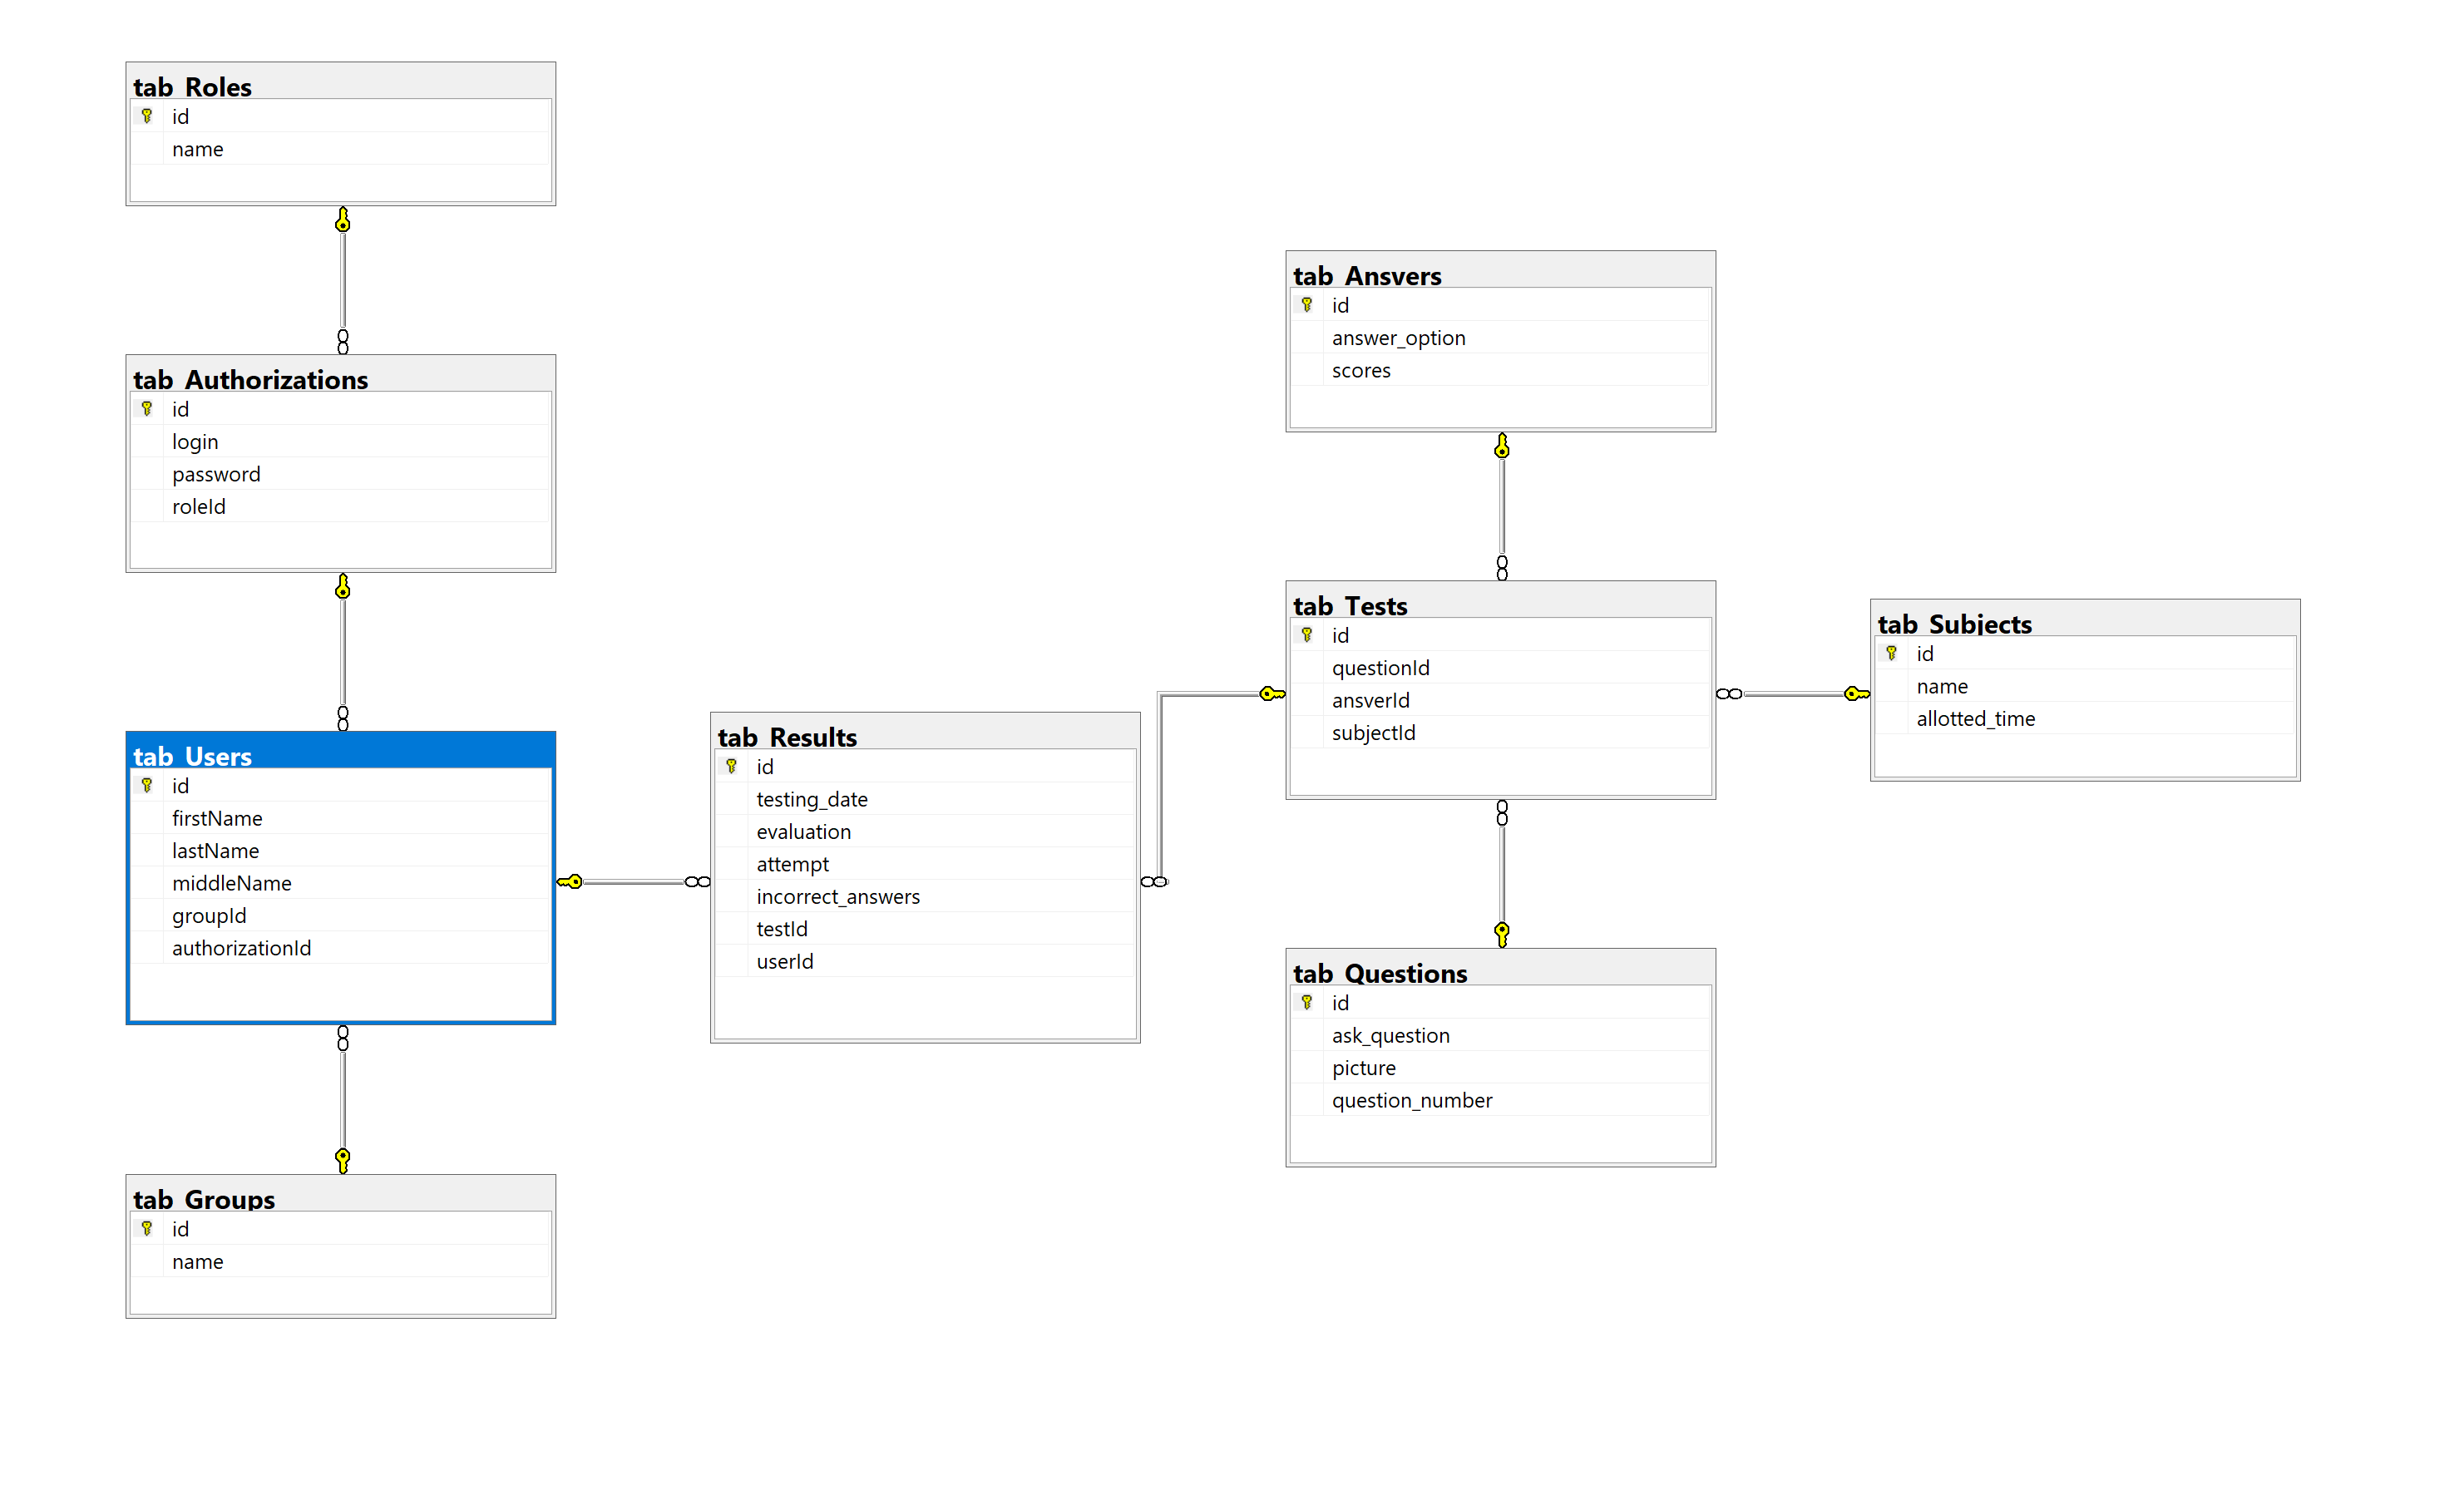 tab_Roles
id
name
tab_Authorizations
id
login
password
roleId
tab_Users
id
firstName
lastName
middleName
groupId
authorizationId
tab_Groups
id
name
tab_Results
id
testing_date
evaluation
attempt
incorrect_answers
testId
userId
tab_Ansvers
id
answer_option
scores
tab_Tests
id
questionId
ansverId
subjectId
tab_Questions
id
ask_question
picture
question_number
tab_Subjects
id
name
allotted_time